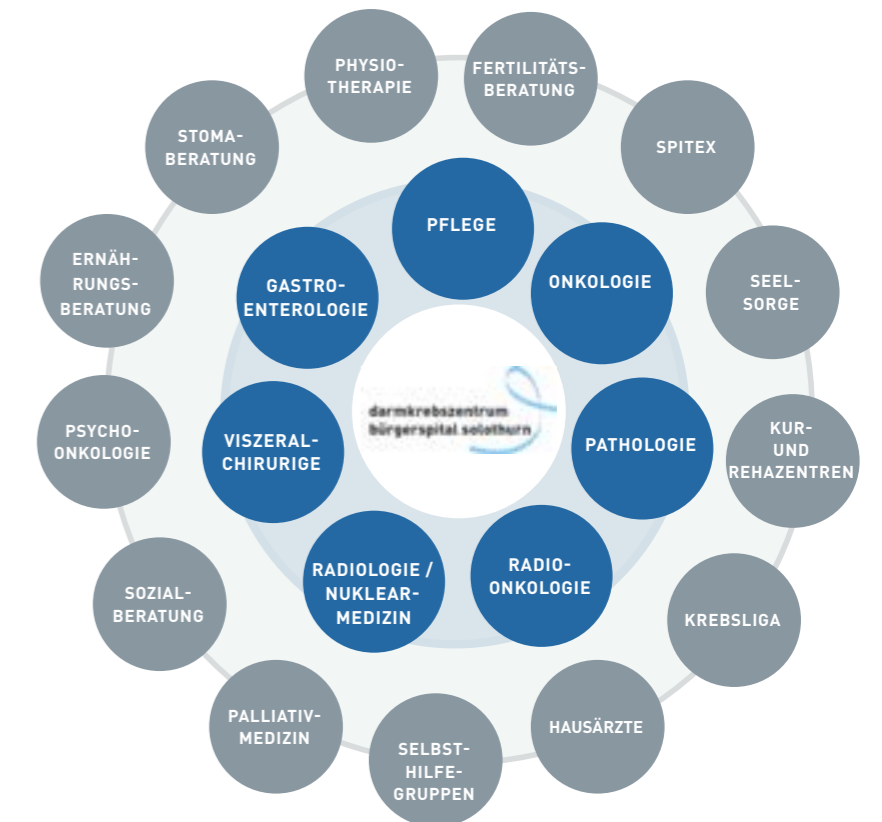 PHYSIO-
THERAPIE
FERTILITÄTS-
BERATUNG
STOMA-
BERATUNG
SPITEX
PFLEGE
ERNÄH-
RUNGS-
BERATUNG
GASTRO-
ENTEROLOGIE
ONKOLOGIE
SEEL-
SORGE
darmkrebszentrum
bürgerspital solothurn
PSYCHO-
ONKOLOGIE
VISZERAL-
CHIRURIGE
PATHOLOGIE
KUR-
UND
REHAZENTREN
RADIOLOGIE /
NUKLEAR-
MEDIZIN
RADIO-
ONKOLOGIE
SOZIAL-
BERATUNG
KREBSLIGA
PALLIATIV-
MEDIZIN
SELBST-
HILFE-
GRUPPEN
HAUSÄRZTE